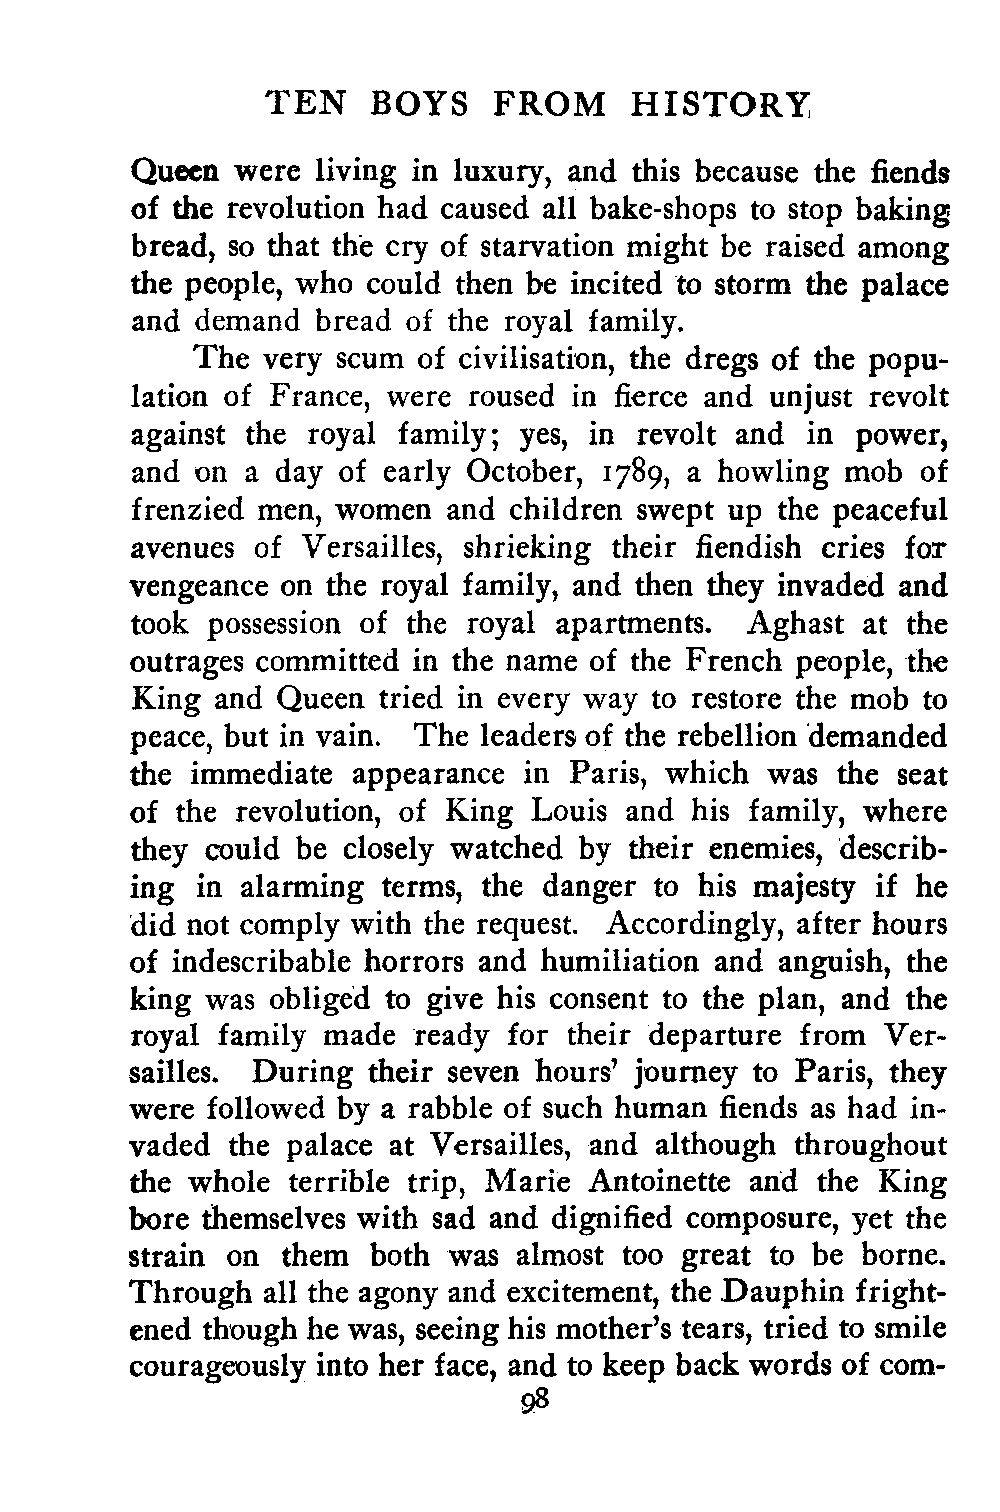 TEN BOYS FROM HISTORY
Queen were living in luxury, and this because the fiends
of the revolution had caused all bake-shops to stop baking
bread, so that the cry of starvation might be raised among
the people, who could then be incited to storm the palace
and demand bread of the royal family.
The very scum of civilisation, the dregs of the popu-
lation of France, were roused in fierce and unjust revolt
against the royal family; yes, in revolt and in power,
and on a day of early October, 1789, a howling mob of
frenzied men, women and children swept up the peaceful
avenues of Versailles, shrieking their fiendish cries for
vengeance on the royal family, and then they invaded and
took possession of the royal apartments. Aghast at the
outrages committed in the name of the French people, the
King and Queen tried in every way to restore the mob to
peace, but in vain. The leaders of the rebellion demanded
the immediate appearance in Paris, which was the seat
of the revolution, of King Louis and his family, where
they could be closely watched by their enemies, describ-
ing in alarming terms, the danger to his majesty if he
did not comply with the request. Accordingly, after hours
of indescribable horrors and humiliation and anguish, the
king was obliged to give his consent to the plan, and the
royal family made ready for their departure from Ver-
sailles. During their seven hours' journey to Paris, they
were followed by a rabble of such human fiends as had in-
vaded the palace at Versailles, and although throughout
the whole terrible trip, Marie Antoinette and the King
bore themselves with sad and dignified composure, yet the
strain on them both was almost too great to be borne.
Through all the agony and excitement, the Dauphin fright-
ened though he was, seeing his mother's tears, tried to smile
courageously into her face, and to keep back words of com-
98